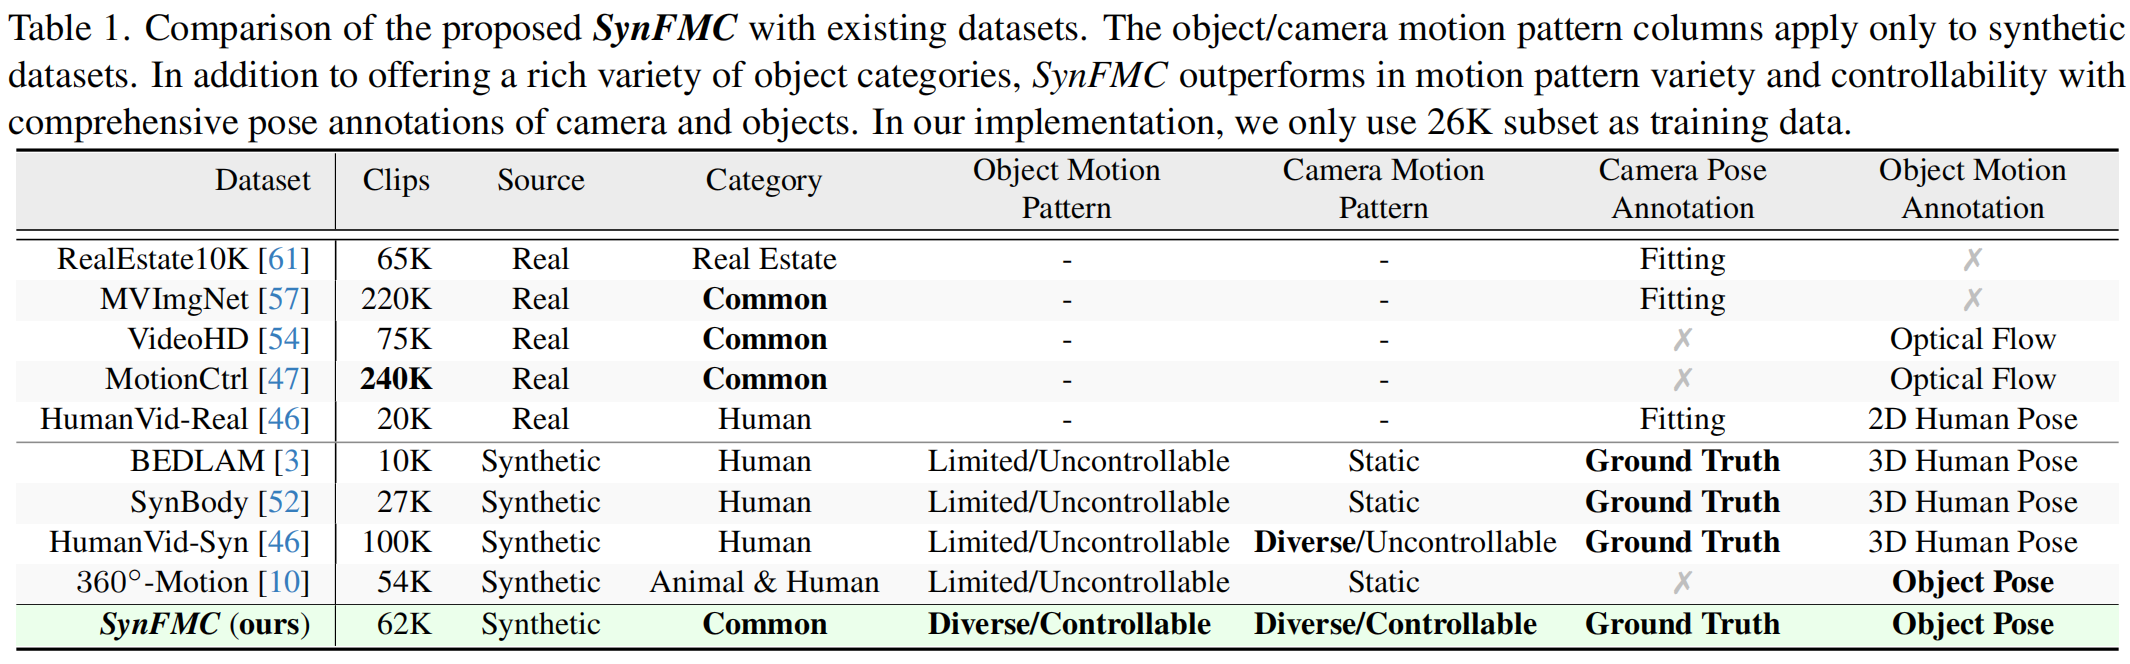 Table 1. Comparison of the proposed SynFMC with existing datasets. The object/camera motion pattern columns apply only to synthetic
datasets. In addition to offering a rich variety of object categories, SynFMC outperforms in motion pattern variety and controllability with
comprehensive pose annotations of camera and objects. In our implementation, we only use 26K subset as training data.
Dataset Clips Source Category Object Motion Pattern Camera Motion Pattern Camera Pose Annotation Object Motion Annotation
RealEstate10K [61] 65K Real Real Estate - - Fitting ✗
MVImgNet [57] 220K Real Common - - Fitting ✗
VideoHD [54] 75K Real Common - - ✗ Optical Flow
MotionCtrl [47] 240K Real Common - - ✗ Optical Flow
HumanVid-Real [46] 20K Real Human - - Fitting 2D Human Pose
BEDLAM [3] 10K Synthetic Human Limited/Uncontrollable Static Ground Truth 3D Human Pose
SynBody [52] 27K Synthetic Human Limited/Uncontrollable Static Ground Truth 3D Human Pose
HumanVid-Syn [46] 100K Synthetic Human Limited/Uncontrollable Diverse/Uncontrollable Ground Truth 3D Human Pose
360°-Motion [10] 54K Synthetic Animal & Human Limited/Uncontrollable Static ✗ Object Pose
SynFMC (ours) 62K Synthetic Common Diverse/Controllable Diverse/Controllable Ground Truth Object Pose